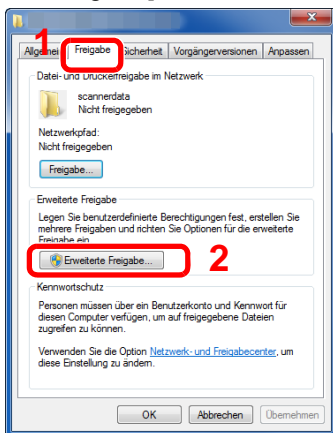 1
Allgemein Freigabe Sicherheit Vorgängerversionen Anpassen
Datei- und Druckerfreigabe im Netzwerk
scannerdata
Nicht freigegeben
Netzwerkpfad:
Nicht freigegeben
Freigabe...
Erweiterte Freigabe
Legen Sie benutzerdefinierte Berechtigungen fest, erstellen Sie
mehrere Freigaben und richten Sie Optionen für die erweiterte
Freigabe ein.
Erweiterte Freigabe...
2
Kennwortschutz
Personen müssen über ein Benutzerkonto und Kennwort für
diesen Computer verfügen, um auf freigegebene Dateien
zugreifen zu können.
Verwenden Sie die Option Netzwerk- und Freigabecenter, um
diese Einstellung zu ändern.
OK Abbrechen Übernehmen